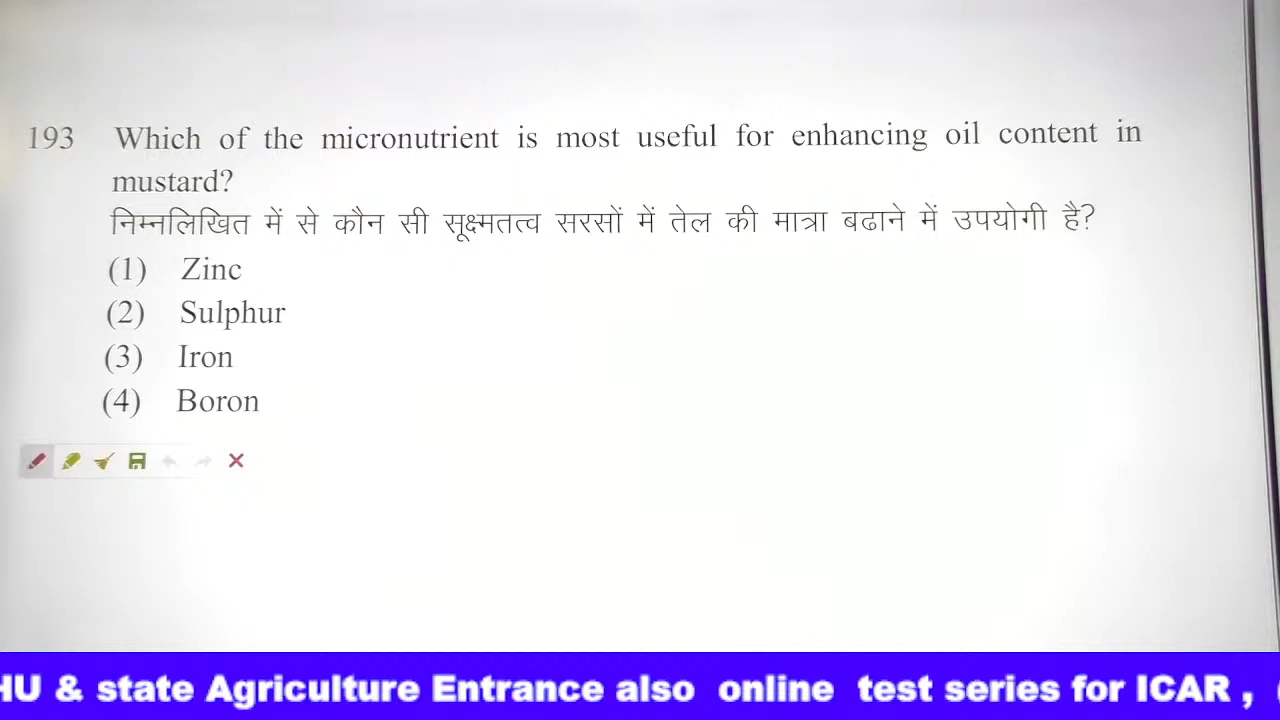 193 Which of the micronutrient is most useful for enhancing oil content in
mustard?
निम्नलिखित में से कौन सी सूक्ष्मतत्व सरसों में तेल की मात्रा बढाने में उपयोगी है?
(1) Zinc
(2) Sulphur
(3) Iron
(4) Boron
HU & state Agriculture Entrance also online test series for ICAR ,